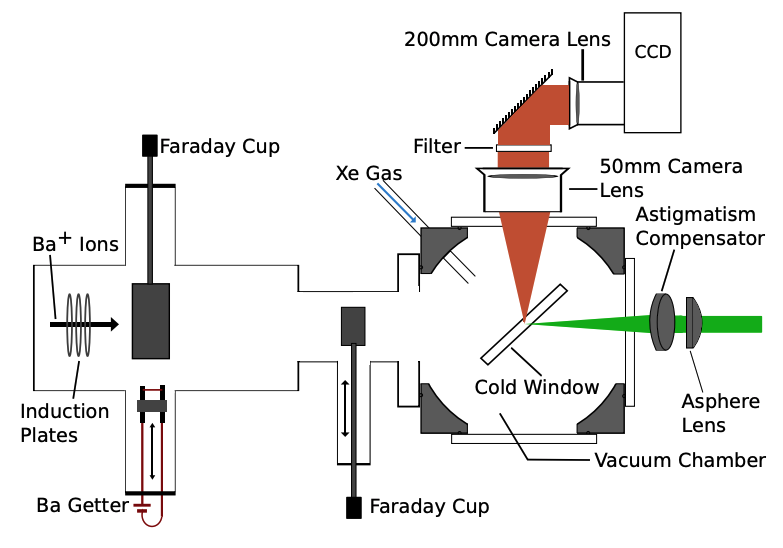 200mm Camera Lens
CCD
Faraday Cup
Filter
Xe Gas
50mm Camera
Lens
Astigmatism
Compensator
Ba+ Ions
Cold Window
Induction
Plates
Asphere
Lens
Vacuum Chamber
Ba Getter
Faraday Cup